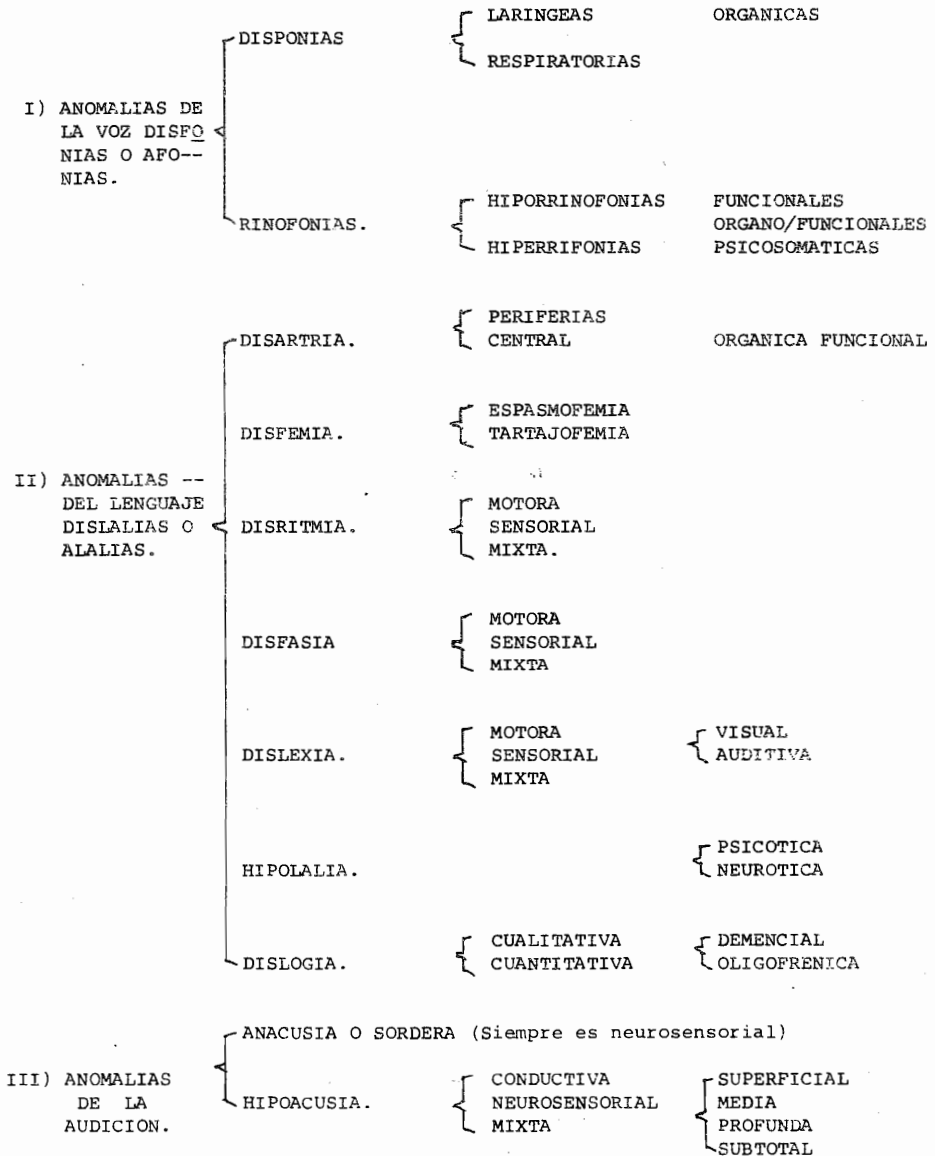 LARINGEAS ORGANICAS
DISPONIAS
RESPIRATORIAS
I) ANOMALIAS DE
LA VOZ DISFO
NIAS O AFO--
NIAS.
HIPORRINOFONIAS FUNCIONALES
RINOFONIAS. ORGANO/FUNCIONALES
HIPERRIFONIAS PSICOSOMATICAS
PERIFERIAS
DISARTRIA. CENTRAL ORGANICA FUNCIONAL
ESPASMOFEMIA
DISFEMIA. TARTAJOFEMIA
II) ANOMALIAS --
DEL LENGUAJE
DISLALIAS O
ALALIAS.
MOTORA
DISRITMIA. SENSORIAL
MIXTA.
MOTORA
DISFASIA SENSORIAL
MIXTA
MOTORA VISUAL
DISLEXIA. SENSORIAL AUDITIVA
MIXTA
PSICOTICA
HIPOLALIA. NEUROTICA
CUALITATIVA DEMENCIAL
DISLOGIA. CUANTITATIVA OLIGOFRENICA
ANACUSIA O SORDERA (Siempre es neurosensorial)
III) ANOMALIAS
DE LA
AUDICION.
CONDUCTIVA SUPERFICIAL
HIPOACUSIA. NEUROSENSORIAL MEDIA
MIXTA PROFUNDA
SUBTOTAL